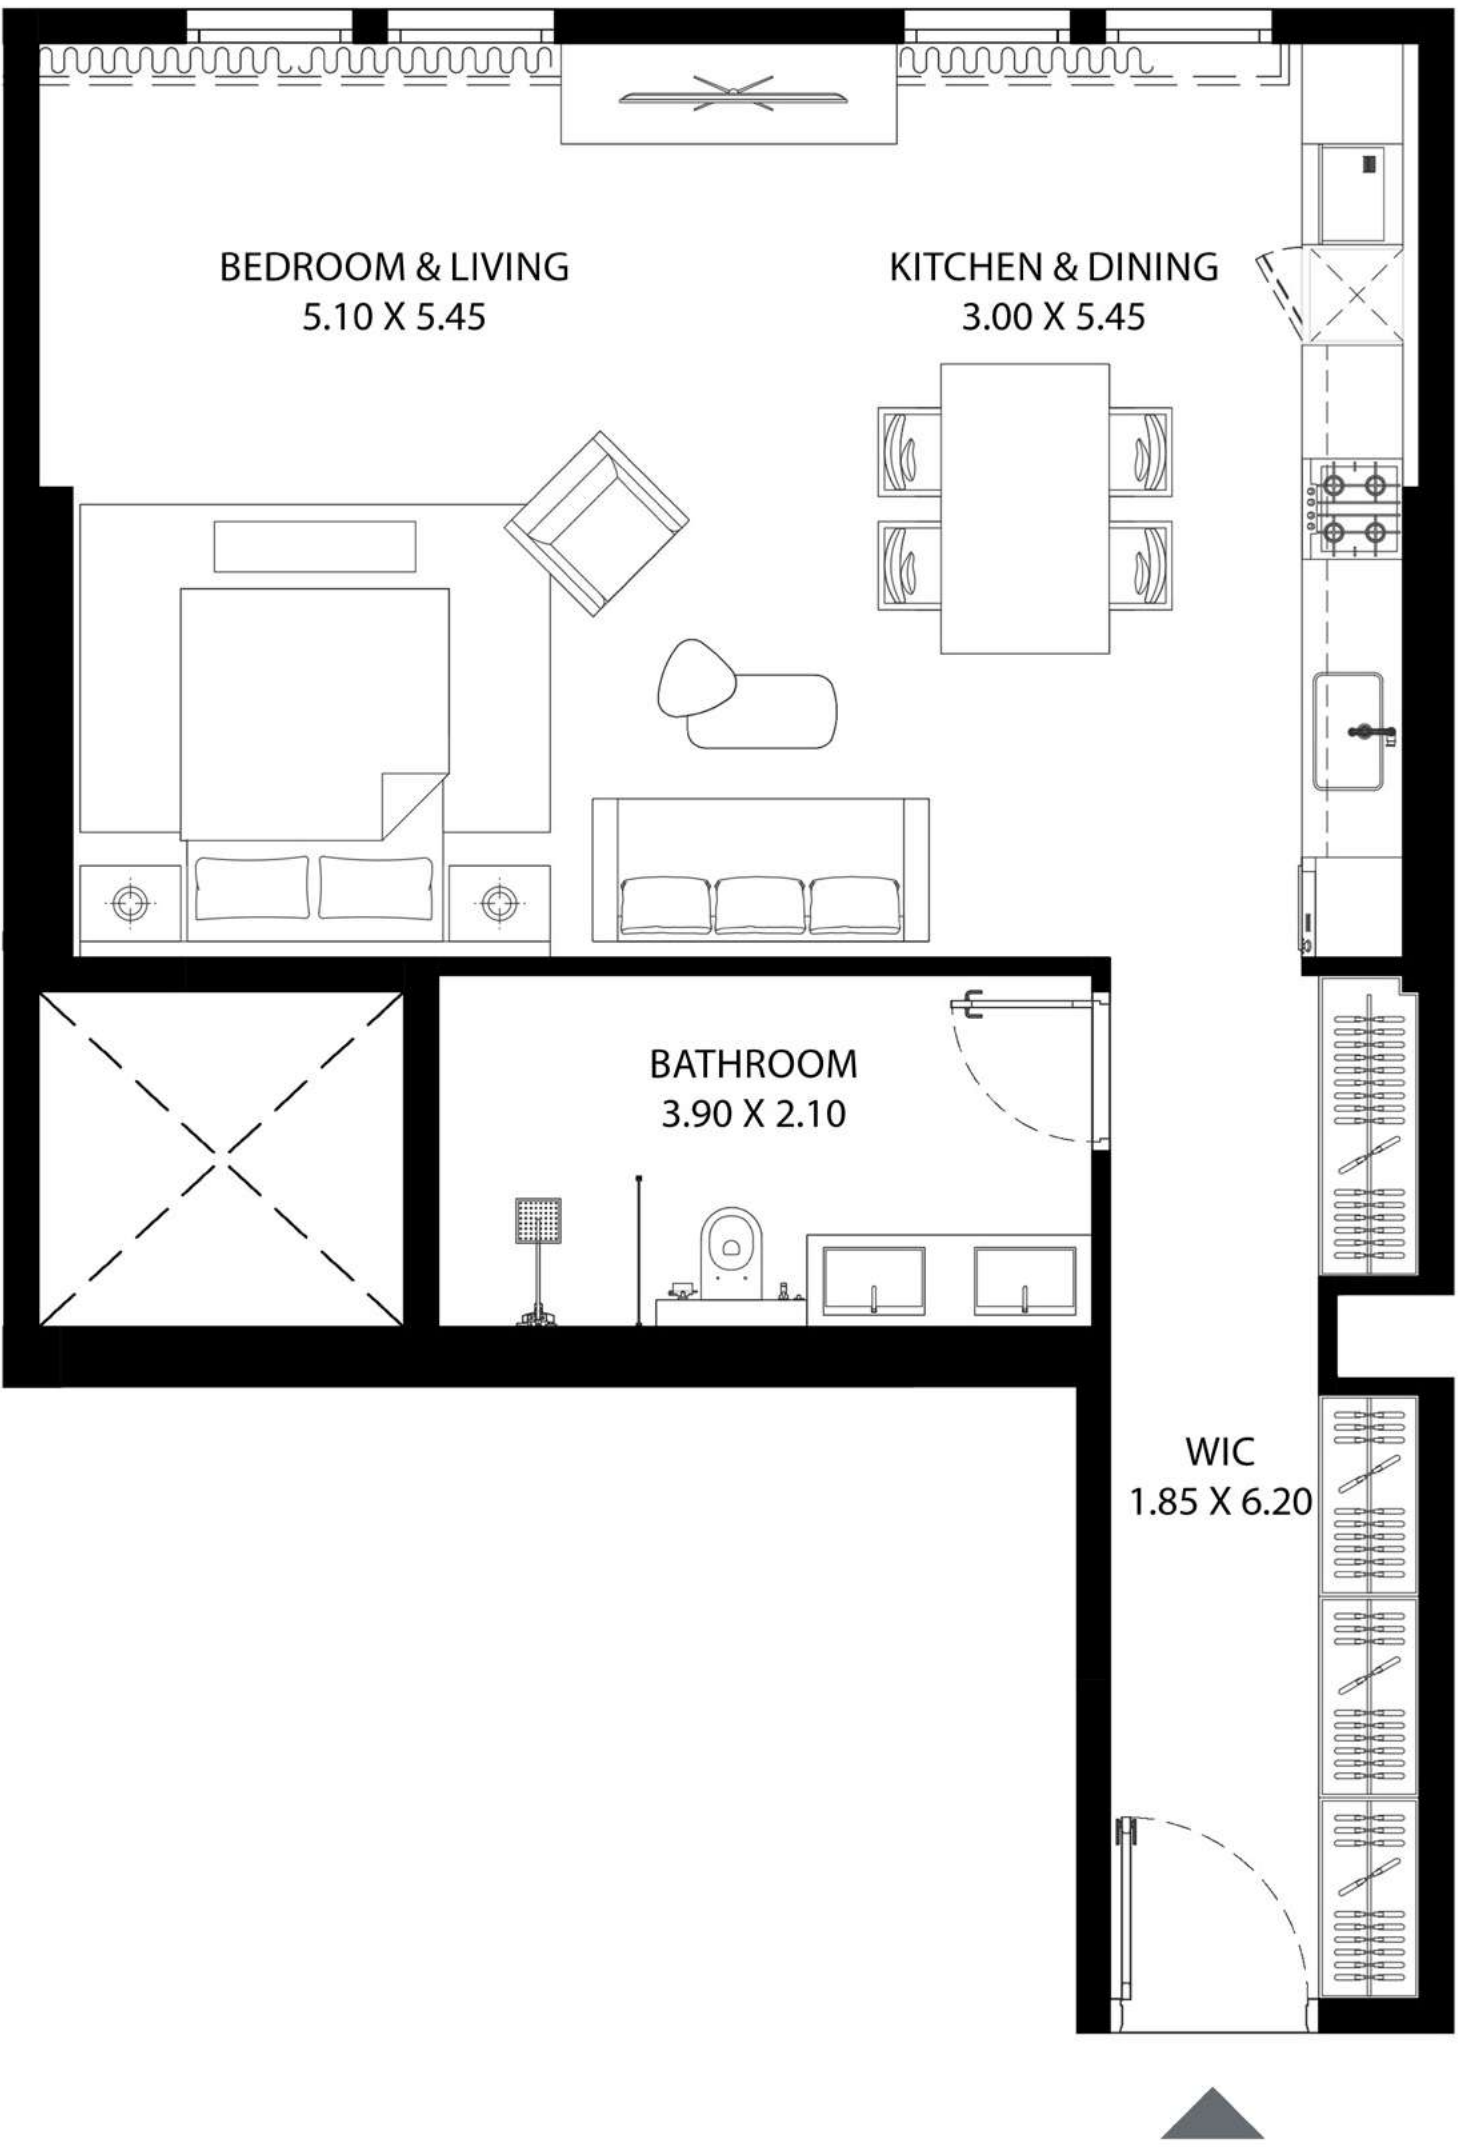 BEDROOM & LIVING
5.10 X 5.45
KITCHEN & DINING
3.00 X 5.45
BATHROOM
3.90 X 2.10
WIC
1.85 X 6.20